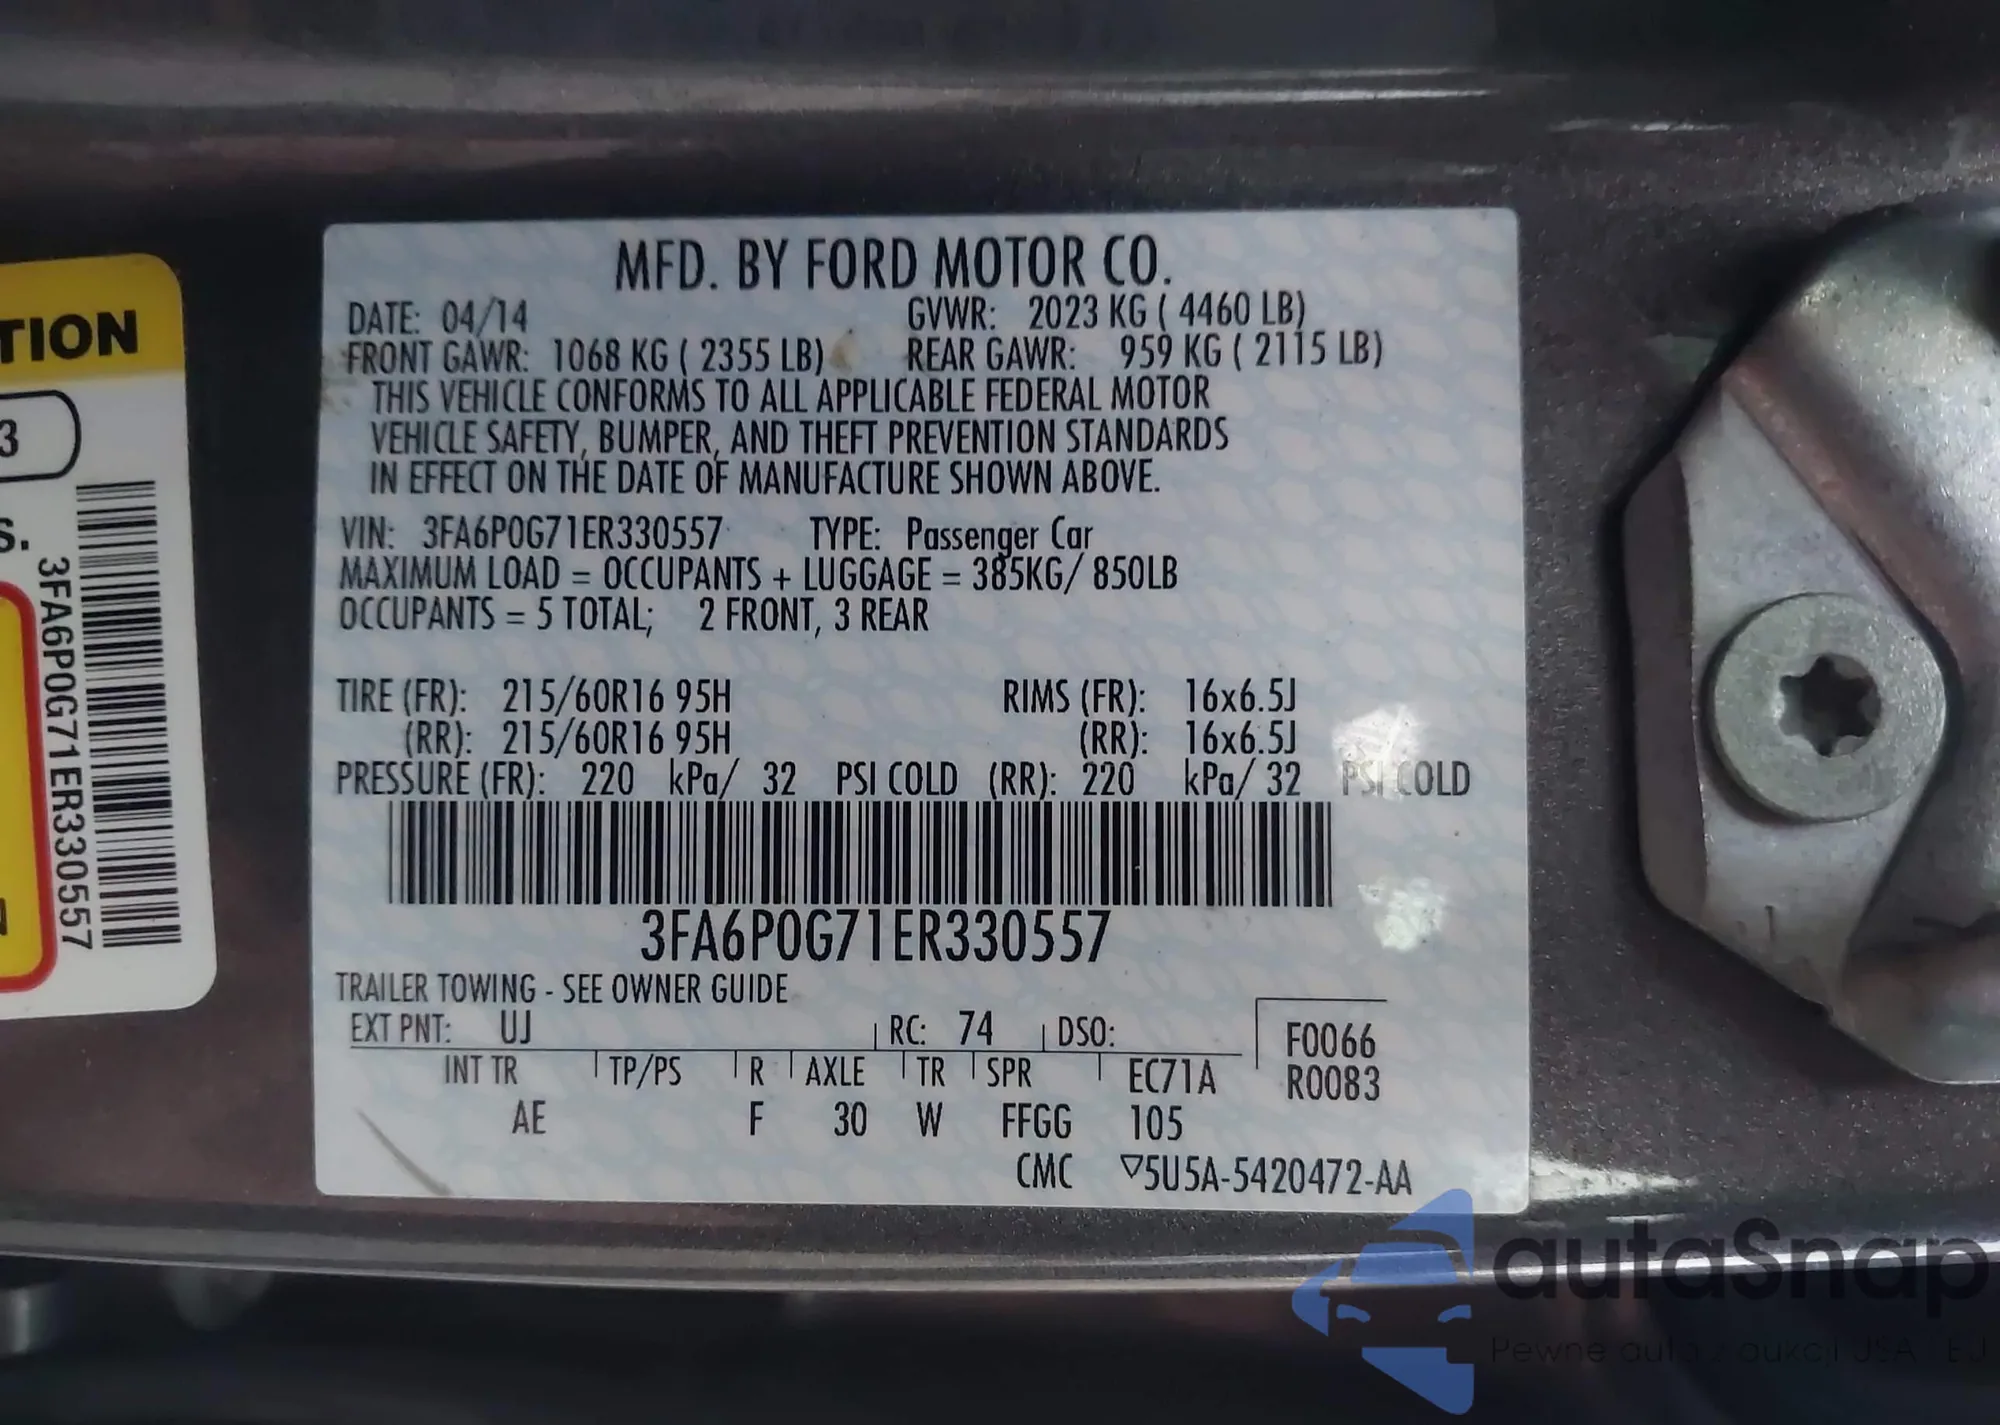 MFD. BY FORD MOTOR CO.
DATE: 04/14 GVWR: 2023 KG ( 4460 LB)
FRONT GAWR: 1068 KG ( 2355 LB) REAR GAWR: 959 KG ( 2115 LB)
THIS VEHICLE CONFORMS TO ALL APPLICABLE FEDERAL MOTOR
VEHICLE SAFETY, BUMPER, AND THEFT PREVENTION STANDARDS
IN EFFECT ON THE DATE OF MANUFACTURE SHOWN ABOVE.
VIN: 3FA6P0G71ER330557 TYPE: Passenger Car
MAXIMUM LOAD = OCCUPANTS + LUGGAGE = 385KG/ 850LB
OCCUPANTS = 5 TOTAL; 2 FRONT, 3 REAR
TIRE (FR): 215/60R16 95H RIMS (FR): 16x6.5J
(RR): 215/60R16 95H (RR): 16x6.5J
PRESSURE (FR): 220 kPa/ 32 PSI COLD (RR): 220 kPa/ 32 PSI COLD
3FA6P0G71ER330557
TRAILER TOWING - SEE OWNER GUIDE
EXT PNT: UJ RC: 74 DSO: F0066
INT TR TP/PS R AXLE TR SPR EC71A R0083
AE F 30 W FFGG 105
CMC ▽5U5A-5420472-AA
TION
3
S.
3FA6P0G71ER330557
N
autaSnap
Pewne auta z aukcji USA i EU